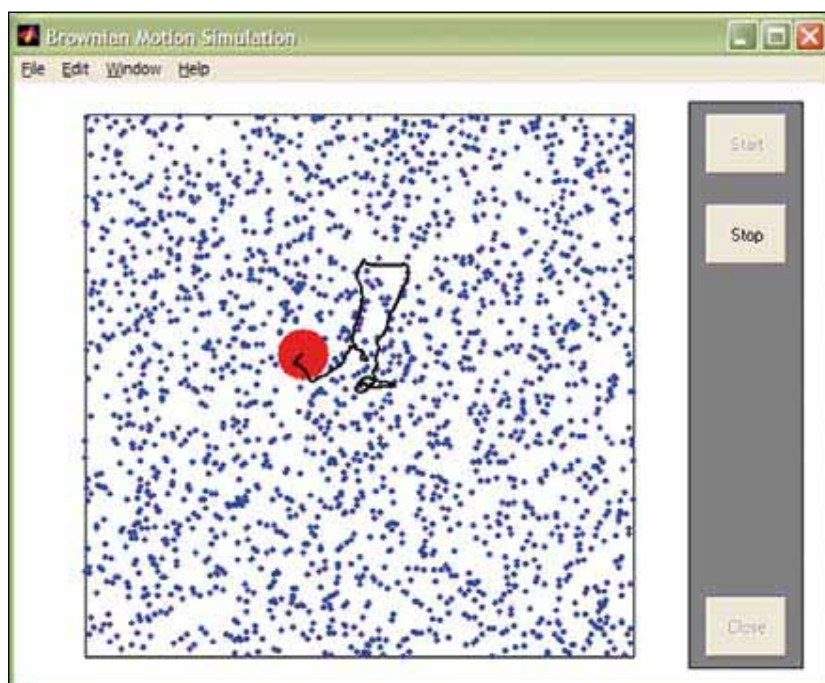 Brownian Motion Simulation
File Edit Window Help
Start
Stop
Close